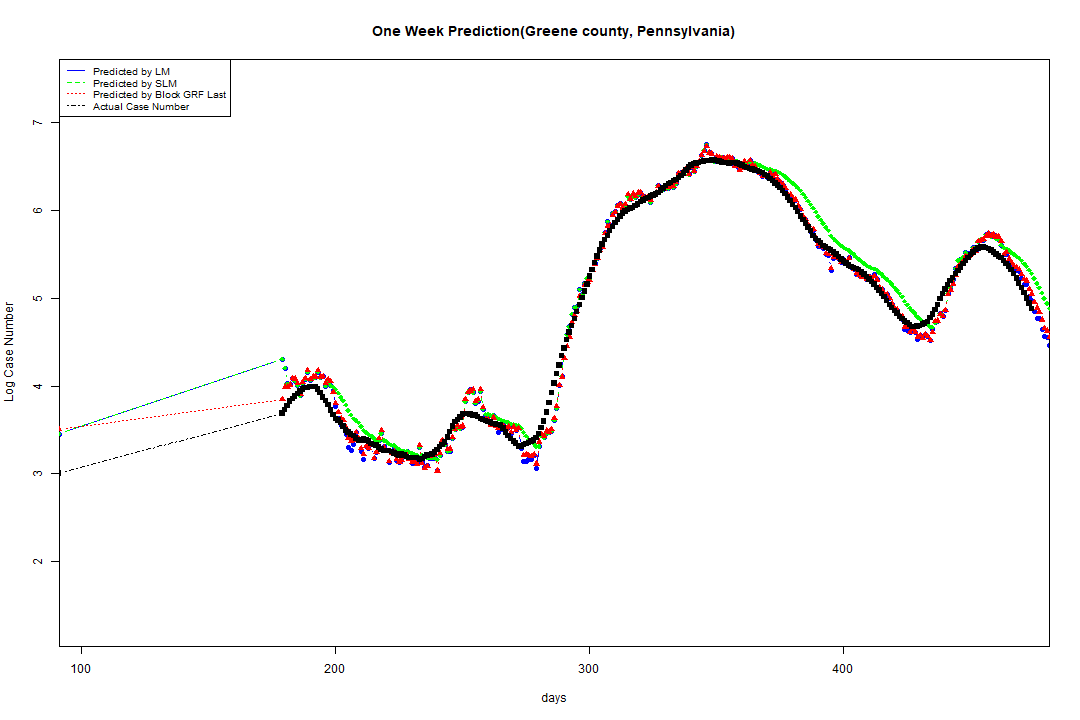 One Week Prediction(Greene county, Pennsylvania)
Predicted by LM
Predicted by SLM
Predicted by Block GRF Last
Actual Case Number
7
6
5
4
3
2
Log Case Number
100 200 300 400
days